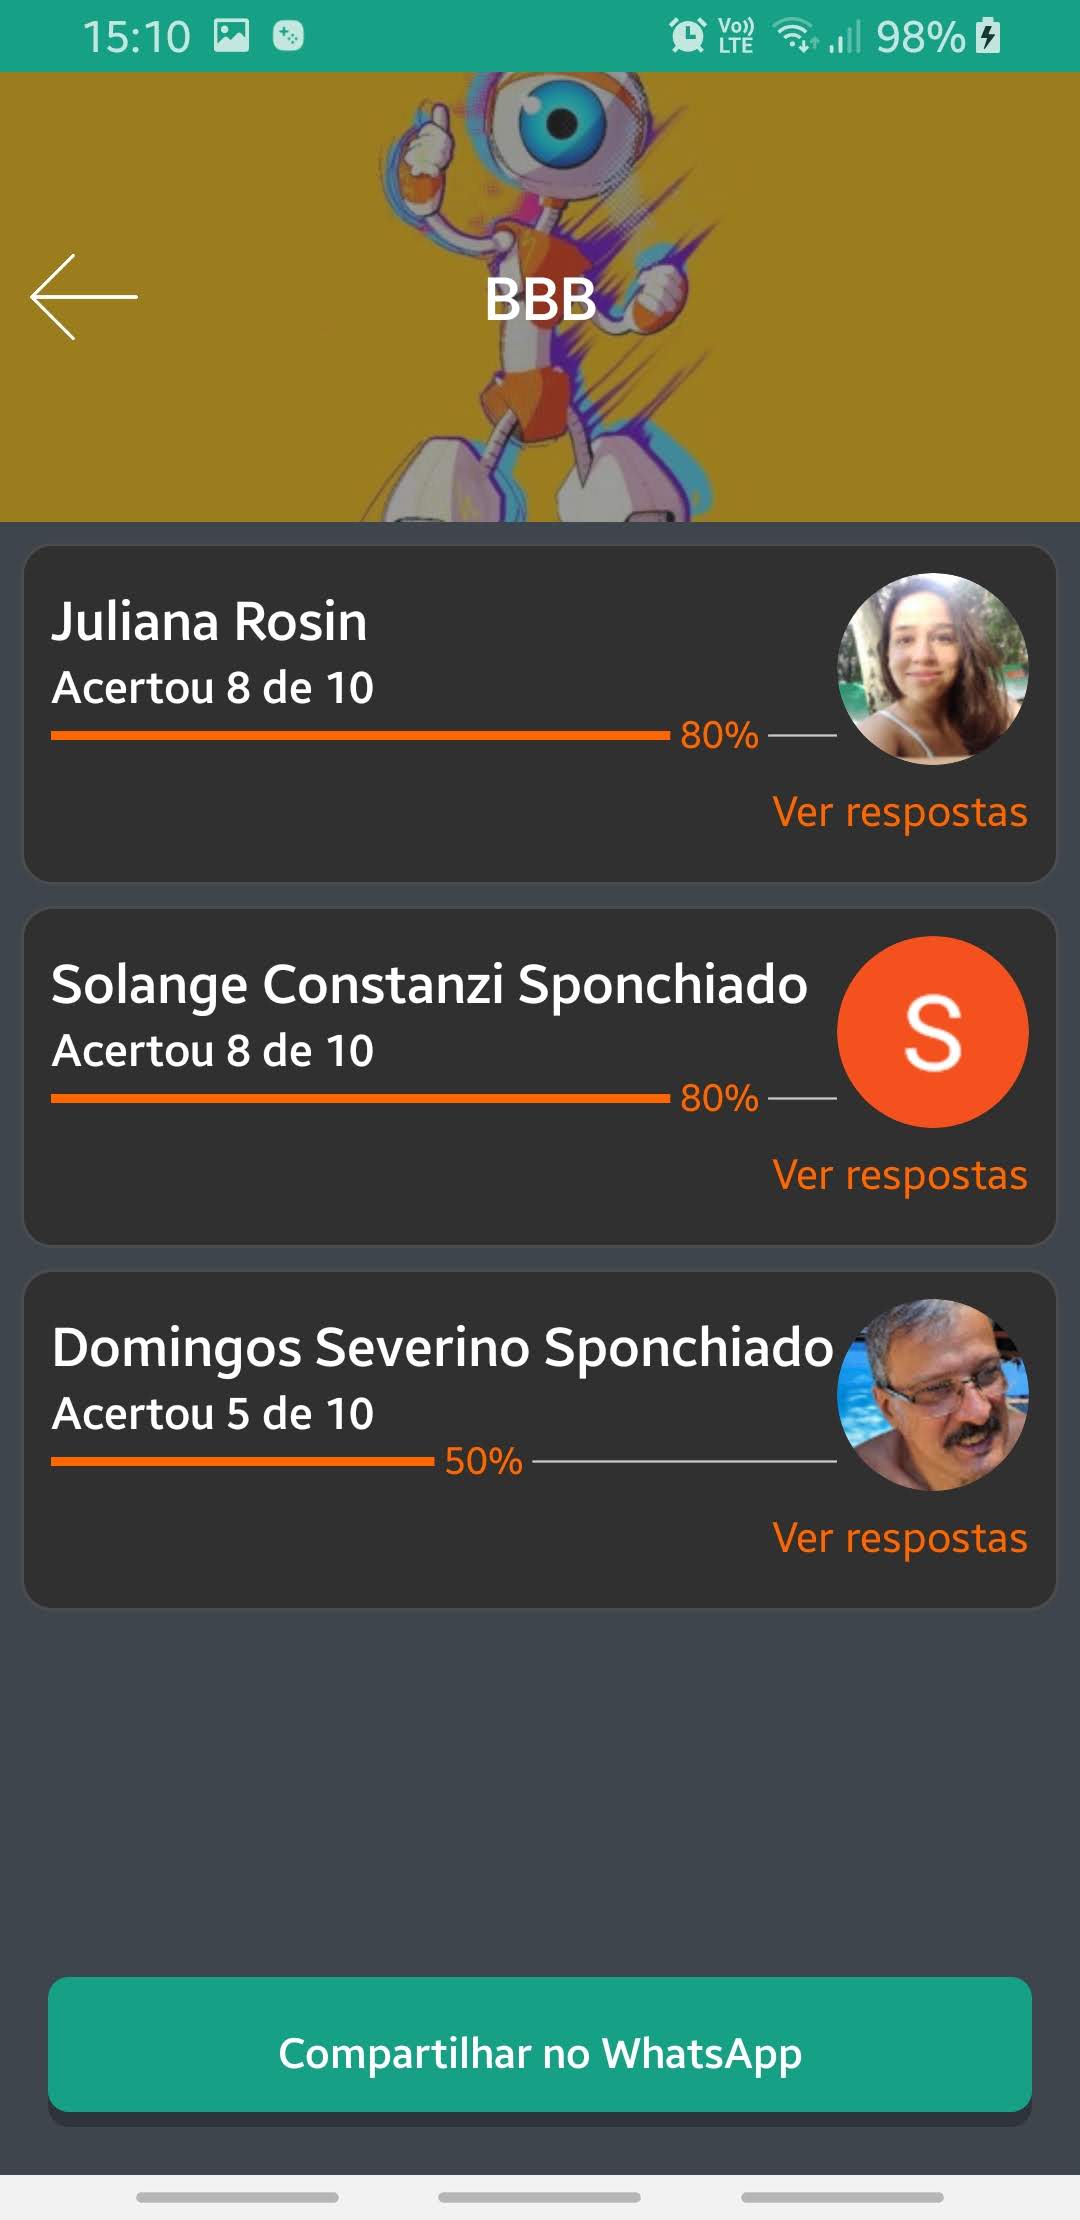 15:10 Vo)) LTE 98%
BBB
Juliana Rosin
Acertou 8 de 10
80%
Ver respostas
Solange Constanzi Sponchiado
S
Acertou 8 de 10
80%
Ver respostas
Domingos Severino Sponchiado
Acertou 5 de 10
50%
Ver respostas
Compartilhar no WhatsApp